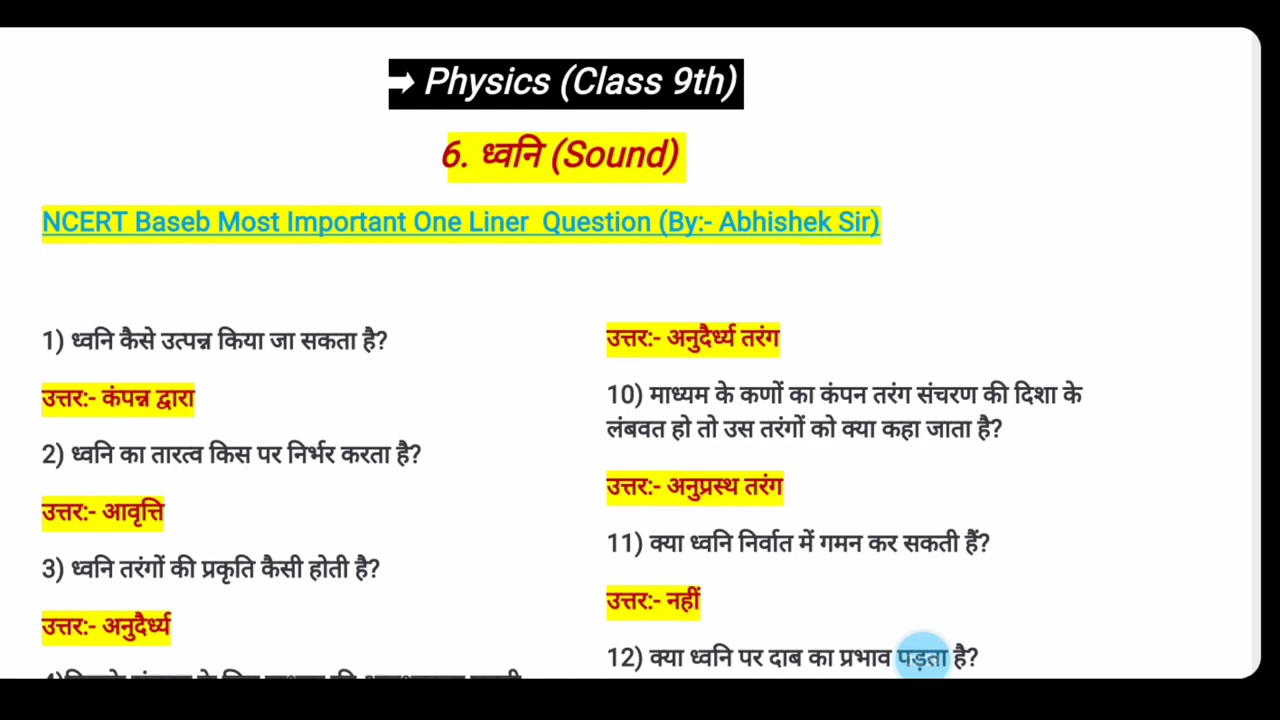 → Physics (Class 9th)
6. ध्वनि (Sound)
NCERT Baseb Most Important One Liner Question (By:- Abhishek Sir)
1) ध्वनि कैसे उत्पन्न किया जा सकता है?
उत्तर:- कंपन्न द्वारा
2) ध्वनि का तारत्व किस पर निर्भर करता है?
उत्तर:- आवृत्ति
3) ध्वनि तरंगों की प्रकृति कैसी होती है?
उत्तर:- अनुदैर्ध्य
उत्तर:- अनुदैर्ध्य तरंग
10) माध्यम के कणों का कंपन तरंग संचरण की दिशा के
लंबवत हो तो उस तरंगों को क्या कहा जाता है?
उत्तर:- अनुप्रस्थ तरंग
11) क्या ध्वनि निर्वात में गमन कर सकती हैं?
उत्तर:- नहीं
12) क्या ध्वनि पर दाब का प्रभाव पड़ता है?